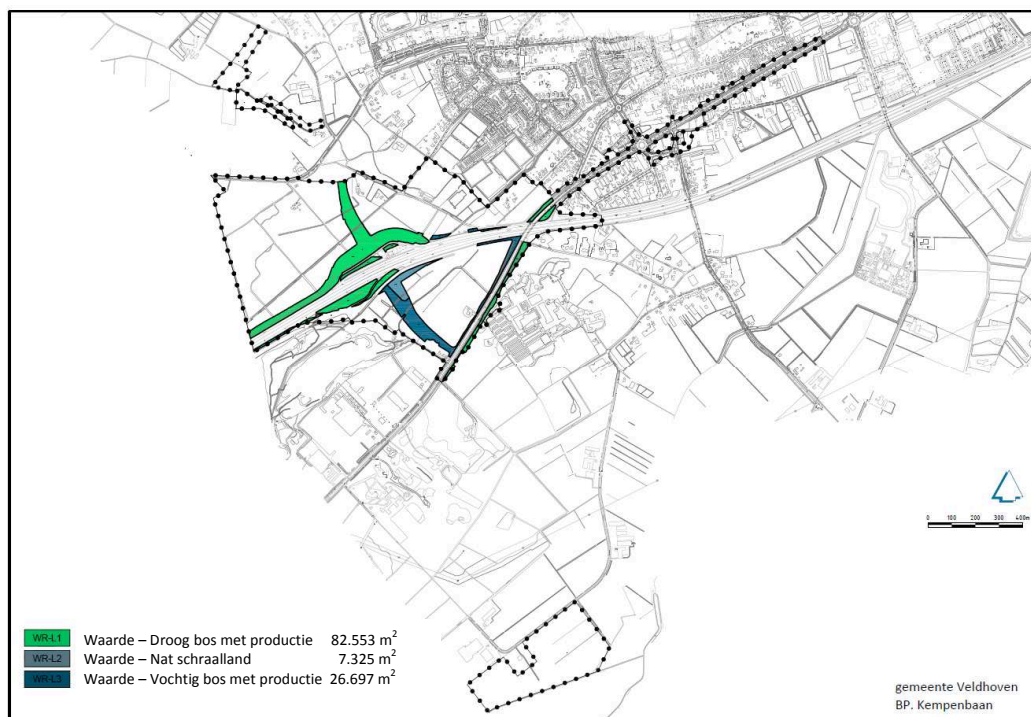 0 100 200 300 400m
WR-L1 Waarde – Droog bos met productie 82.553 m²
WR-L2 Waarde – Nat schraalland 7.325 m²
WR-L3 Waarde – Vochtig bos met productie 26.697 m²
gemeente Veldhoven
BP. Kempenbaan